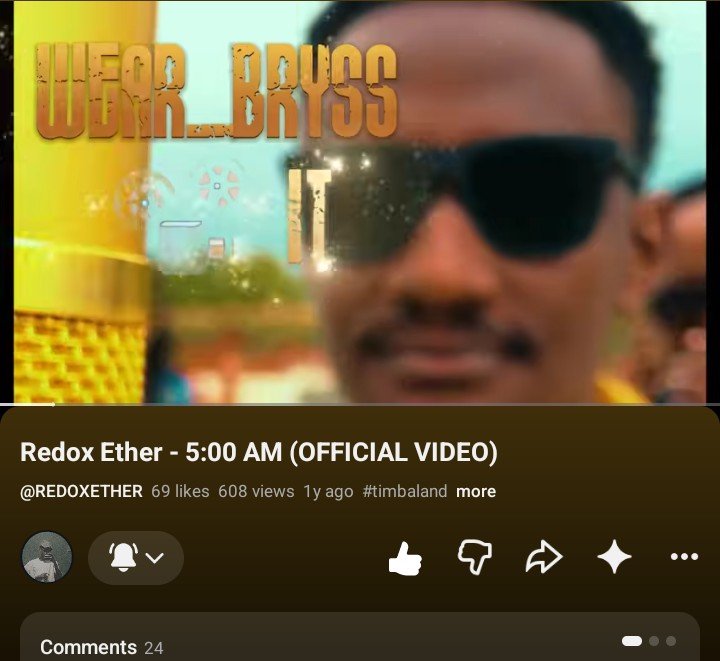 WEAR_BRYSS
IT
Redox Ether - 5:00 AM (OFFICIAL VIDEO)
@REDOXETHER 69 likes 608 views 1y ago #timbaland more
Comments 24